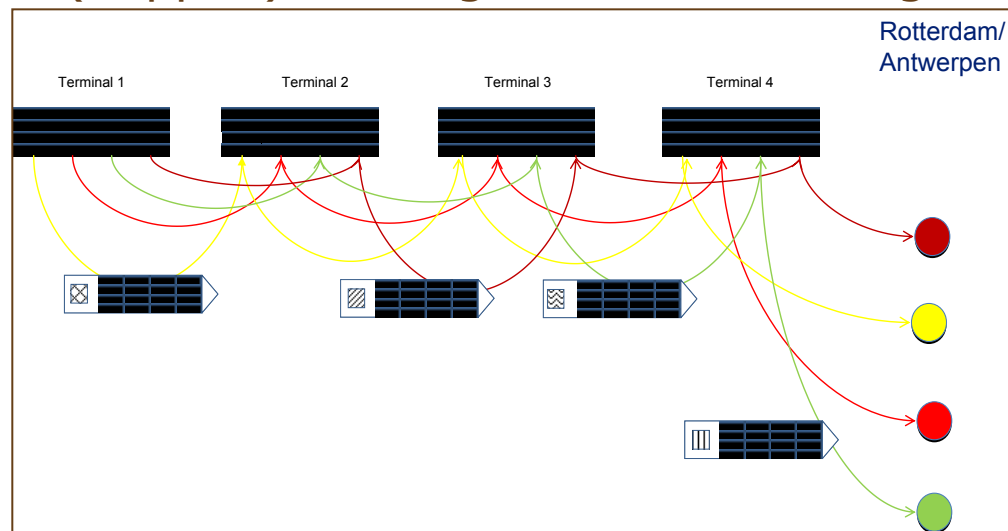 Rotterdam/
Antwerpen
Terminal 1
Terminal 2
Terminal 3
Terminal 4